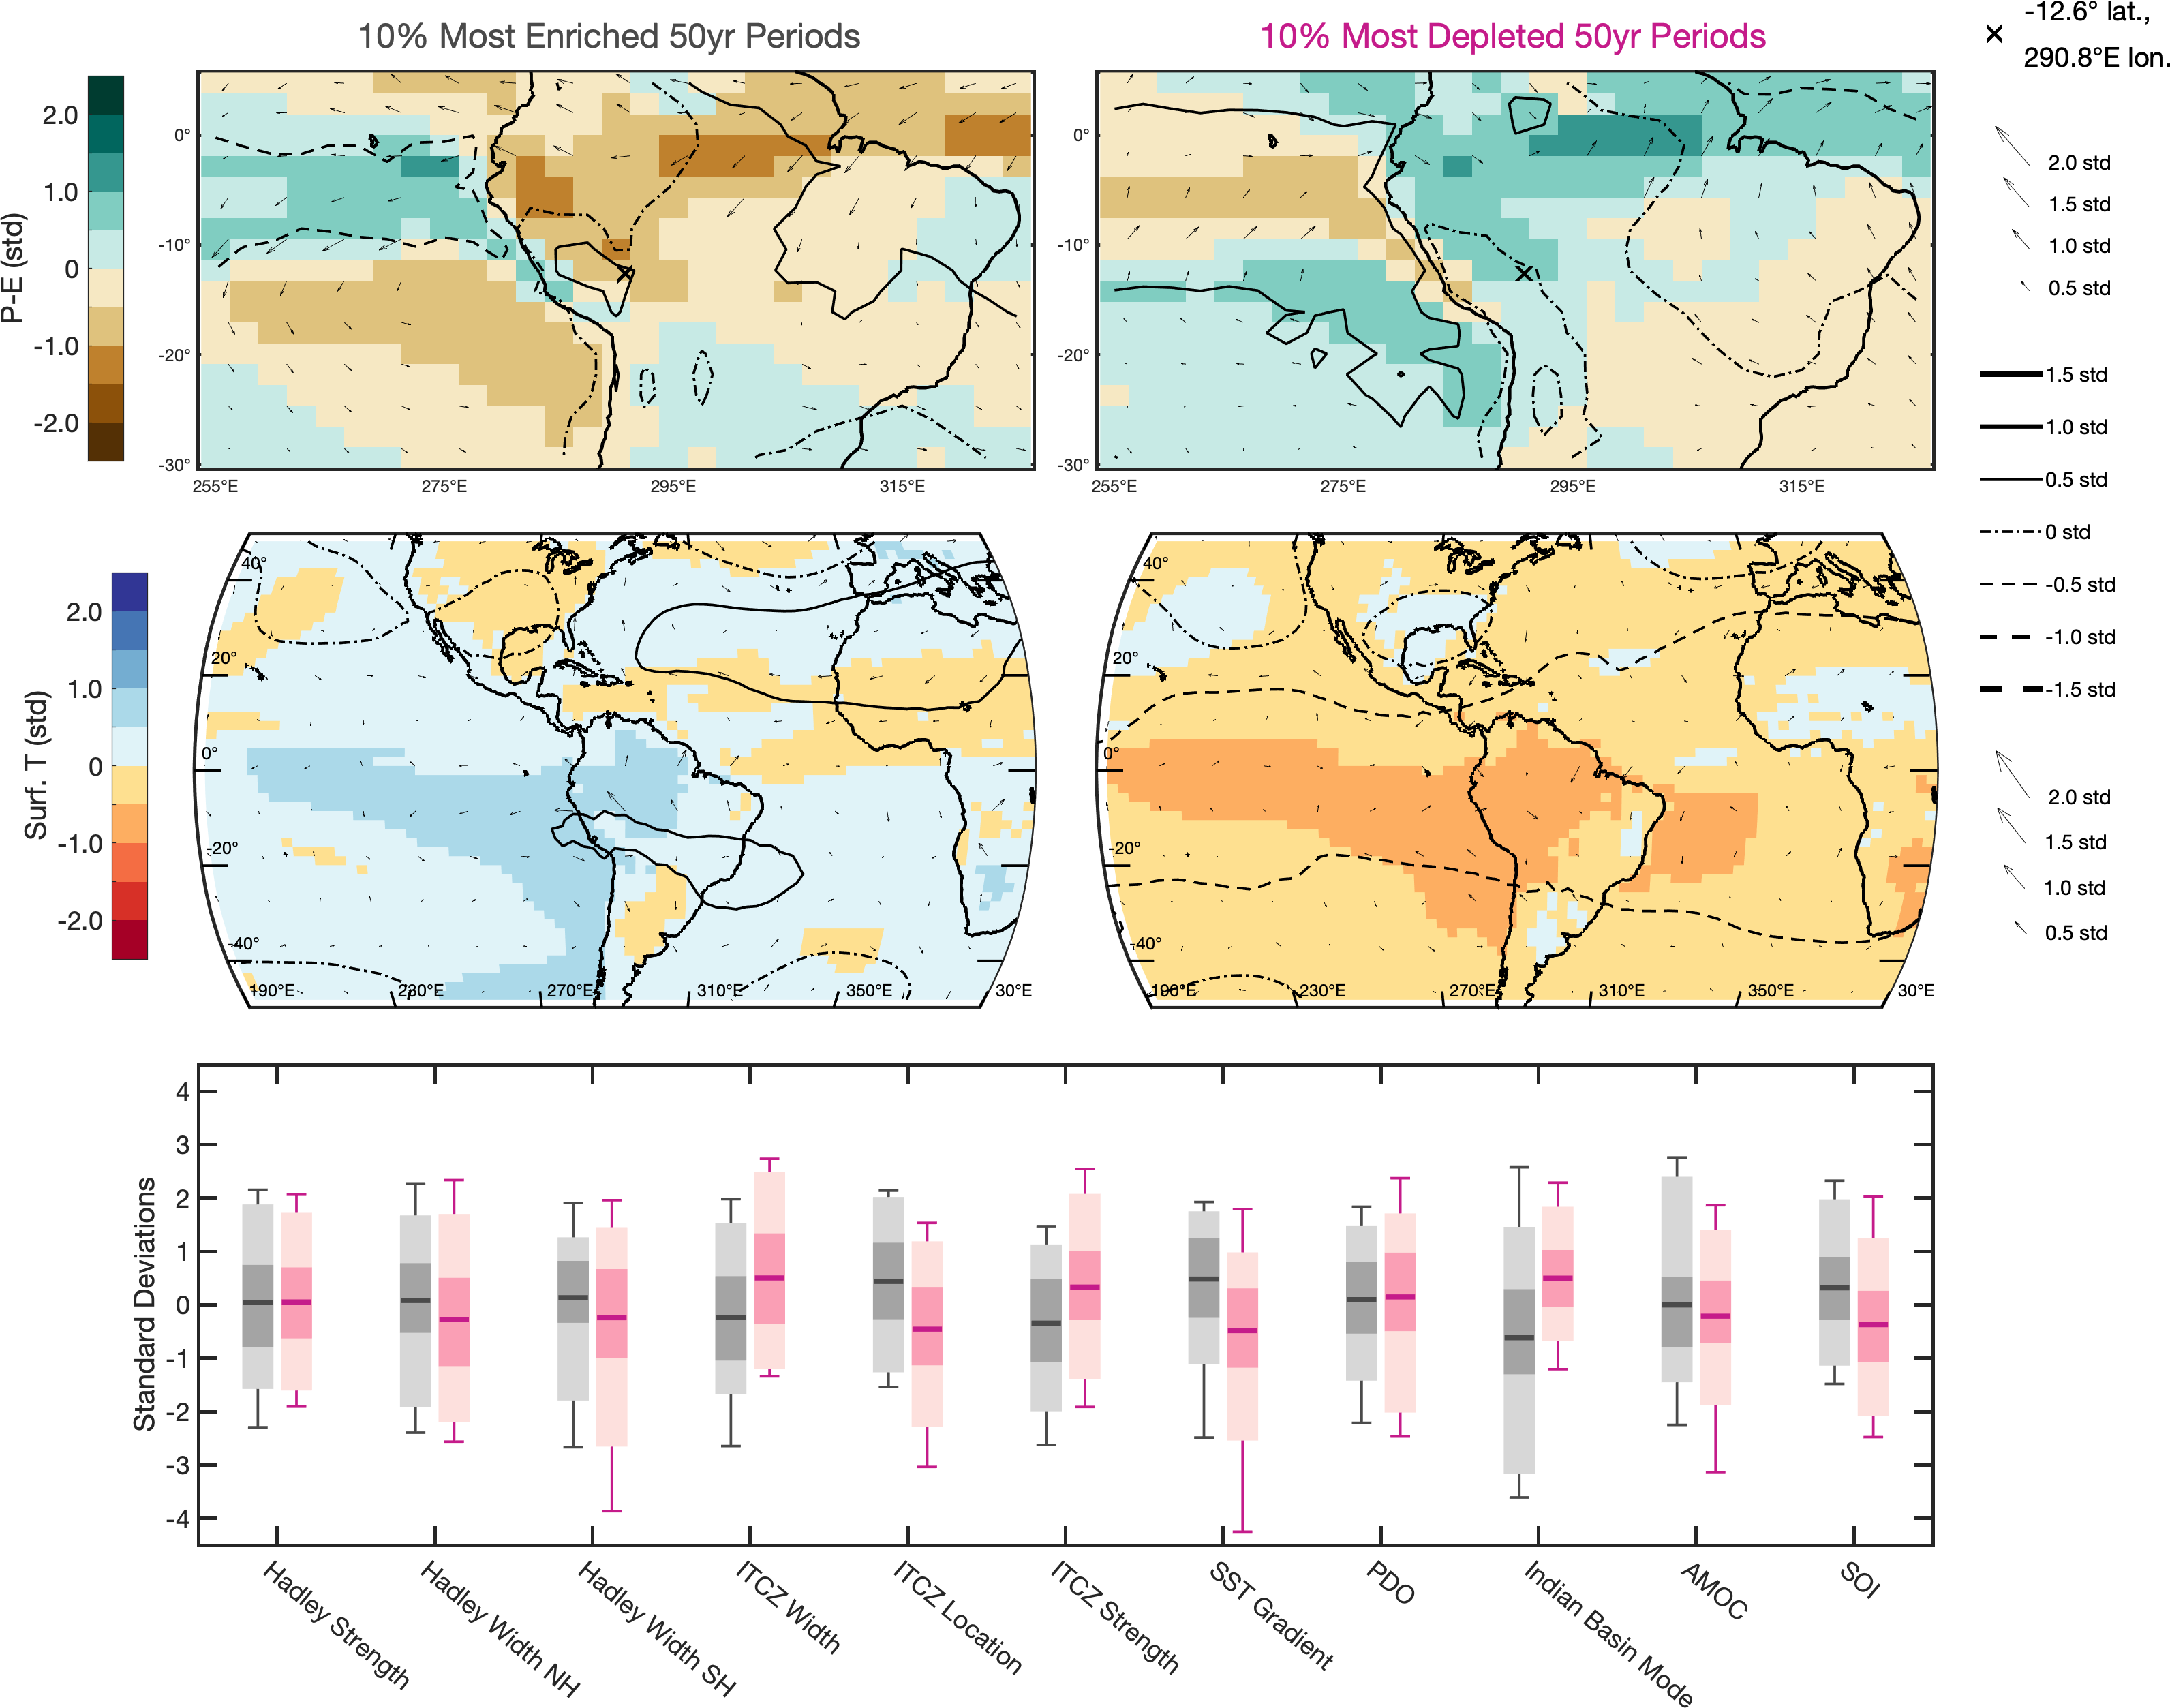 10% Most Enriched 50yr Periods
10% Most Depleted 50yr Periods
-12.6° lat.,
290.8°E lon.
P-E (std)
2.0
1.0
0
-1.0
-2.0
0°
-10°
-20°
-30°
255°E
275°E
295°E
315°E
0°
-10°
-20°
-30°
255°E
275°E
295°E
315°E
2.0 std
1.5 std
1.0 std
0.5 std
1.5 std
1.0 std
0.5 std
0 std
-0.5 std
-1.0 std
-1.5 std
Surf. T (std)
2.0
1.0
0
-1.0
-2.0
40°
20°
0°
-20°
-40°
190°E
230°E
270°E
310°E
350°E
30°E
40°
20°
0°
-20°
-40°
190°E
230°E
270°E
310°E
350°E
30°E
2.0 std
1.5 std
1.0 std
0.5 std
Standard Deviations
4
3
2
1
0
-1
-2
-3
-4
Hadley Strength
Hadley Width NH
Hadley Width SH
ITCZ Width
ITCZ Location
ITCZ Strength
SST Gradient
PDO
Indian Basin Mode
AMOC
SOI